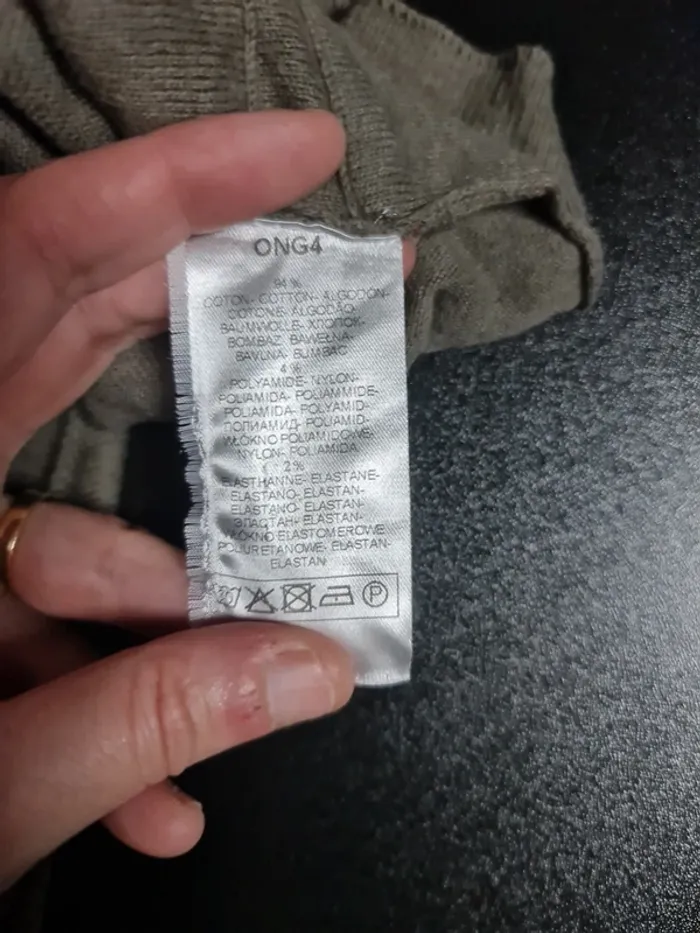 ONG4
94%
COTON- COTTON- ALGODON-
COTONE- ALGODÃO-
BAUMWOLLE- ХЛОПОК-
BOMBAZ BAWEŁNA-
BAVLNA- BUMBAC
4%
POLYAMIDE- NYLON-
POLIAMIDA- POLIAMMIDE-
POLIAMIDA- POLYAMID-
ПОЛИАМИД- POLIAMID-
WŁÓKNO POLIAMIDOWE-
NYLON- POLIAMIDA
2%
ELASTHANNE- ELASTANE-
ELASTANO- ELASTAN-
ELASTANO- ELASTAN-
ЭЛАСТАН- ELASTAN-
WŁÓKNO ELASTOMEROWE
POLIURETANOWE- ELASTAN-
ELASTAN
P